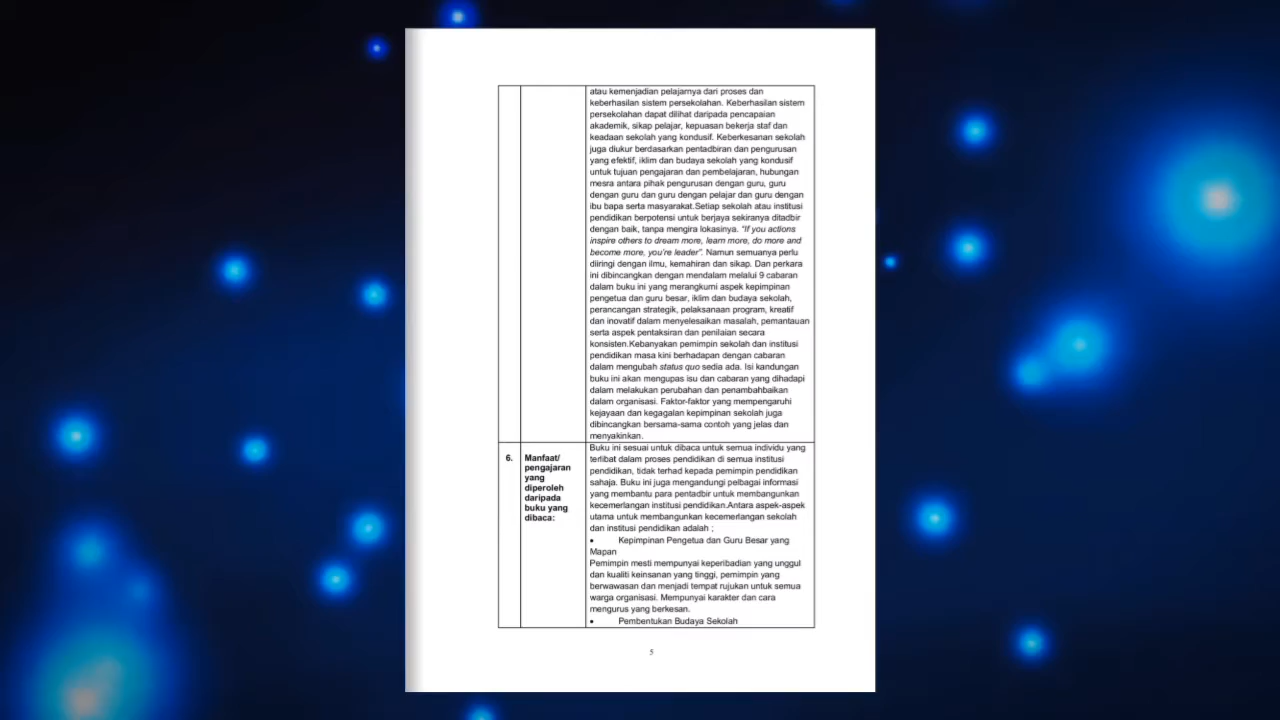 atau kemenjadian pelajarnya dari proses dan
keberhasilan sistem persekolahan. Keberhasilan sistem
persekolahan dapat dilihat daripada pencapaian
akademik, sikap pelajar, kepuasan bekerja staf dan
keadaan sekolah yang kondusif. Keberkesanan sekolah
juga diukur berdasarkan pentadbiran dan pengurusan
yang efektif, iklim dan budaya sekolah yang kondusif
untuk tujuan pengajaran dan pembelajaran, hubungan
mesra antara pihak pengurusan dengan guru, guru
dengan guru dan guru dengan pelajar dan guru dengan
ibu bapa serta masyarakat.Setiap sekolah atau institusi
pendidikan berpotensi untuk berjaya sekiranya ditadbir
dengan baik, tanpa mengira lokasinya. "If you actions
inspire others to dream more, learn more, do more and
become more, you're leader". Namun semuanya perlu
diiringi dengan ilmu, kemahiran dan sikap. Dan perkara
ini dibincangkan dengan mendalam melalui 9 cabaran
dalam buku ini yang merangkumi aspek kepimpinan
pengetua dan guru besar, iklim dan budaya sekolah,
perancangan strategik, pelaksanaan program, kreatif
dan inovatif dalam menyelesaikan masalah, pemantauan
serta aspek pentaksiran dan penilaian secara
konsisten.Kebanyakan pemimpin sekolah dan institusi
pendidikan masa kini berhadapan dengan cabaran
dalam mengubah status quo sedia ada. Isi kandungan
buku ini akan mengupas isu dan cabaran yang dihadapi
dalam melakukan perubahan dan penambahbaikan
dalam organisasi. Faktor-faktor yang mempengaruhi
kejayaan dan kegagalan kepimpinan sekolah juga
dibincangkan bersama-sama contoh yang jelas dan
menyakinkan.
6.
Manfaat/
pengajaran
yang
diperoleh
daripada
buku yang
dibaca:
Buku ini sesuai untuk dibaca untuk semua individu yang
terlibat dalam proses pendidikan di semua institusi
pendidikan, tidak terhad kepada pemimpin pendidikan
sahaja. Buku ini juga mengandungi pelbagai informasi
yang membantu para pentadbir untuk membangunkan
kecemerlangan institusi pendidikan.Antara aspek-aspek
utama untuk membangunkan kecemerlangan sekolah
dan institusi pendidikan adalah ;
• Kepimpinan Pengetua dan Guru Besar yang
Mapan
Pemimpin mesti mempunyai keperibadian yang unggul
dan kualiti keinsanan yang tinggi, pemimpin yang
berwawasan dan menjadi tempat rujukan untuk semua
warga organisasi. Mempunyai karakter dan cara
mengurus yang berkesan.
• Pembentukan Budaya Sekolah
5